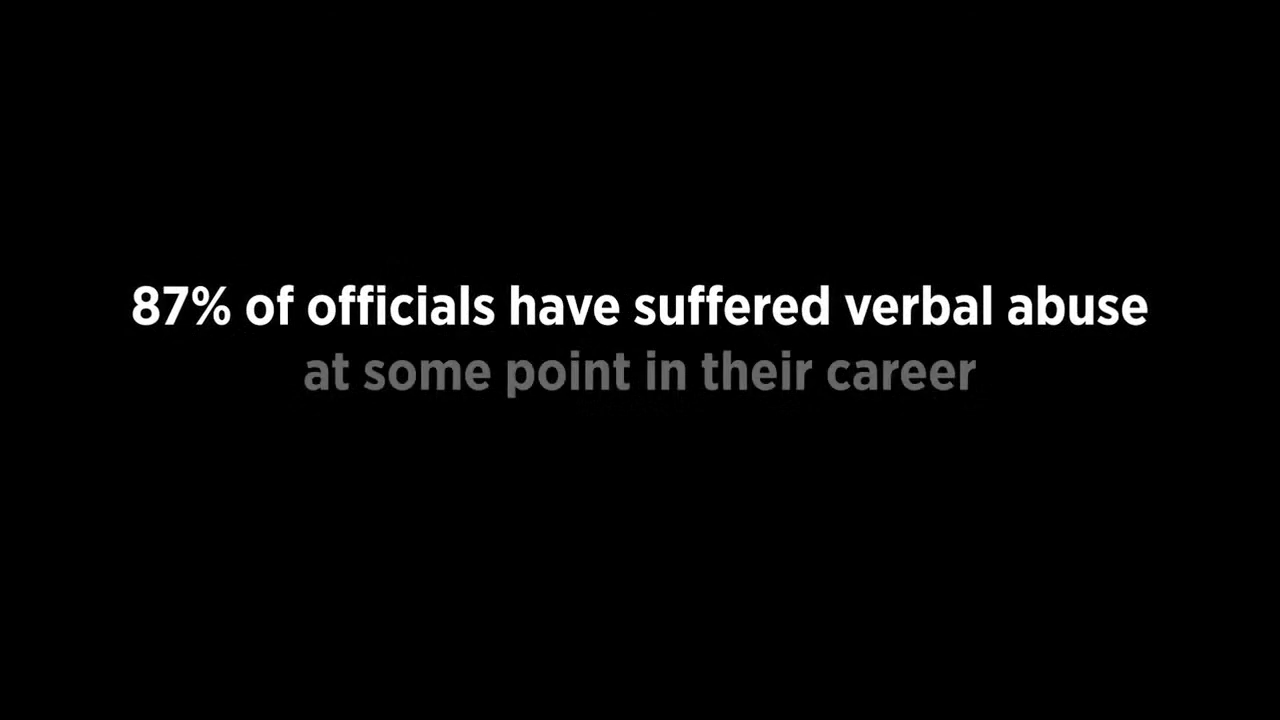 87% of officials have suffered verbal abuse
at some point in their career